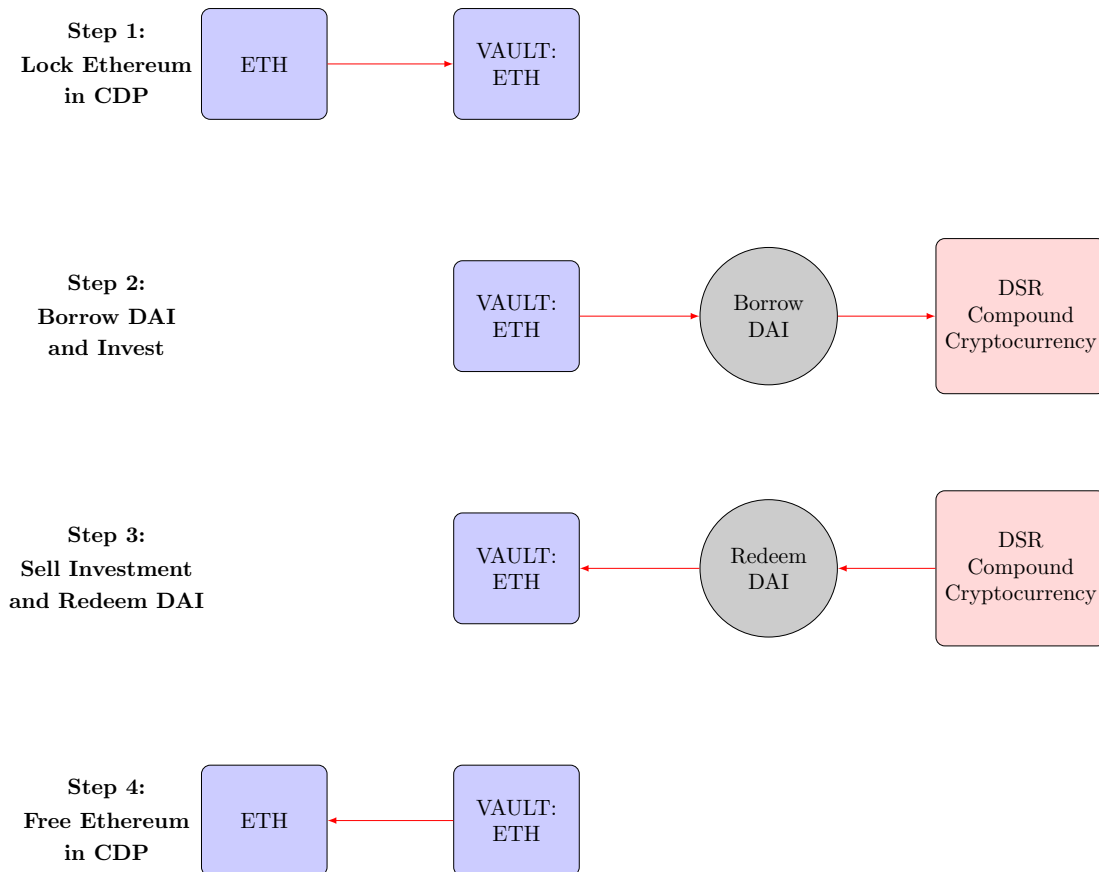 Step 1:
Lock Ethereum
in CDP
ETH
VAULT:
ETH
Step 2:
Borrow DAI
and Invest
VAULT:
ETH
Borrow
DAI
DSR
Compound
Cryptocurrency
Step 3:
Sell Investment
and Redeem DAI
VAULT:
ETH
Redeem
DAI
DSR
Compound
Cryptocurrency
Step 4:
Free Ethereum
in CDP
ETH
VAULT:
ETH